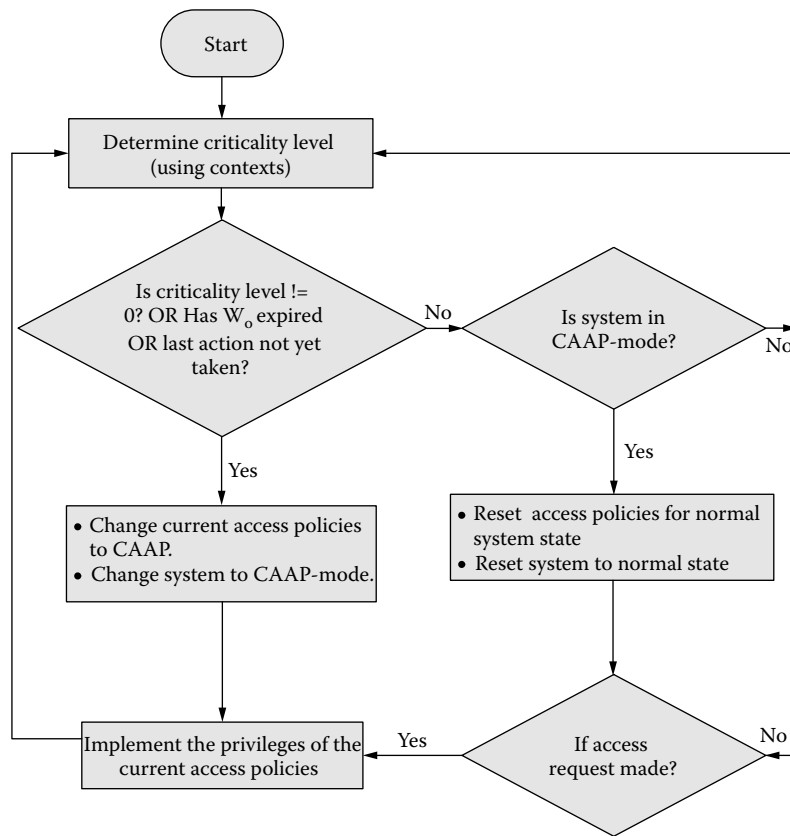 Start
Determine criticality level
(using contexts)
Is criticality level !=
0? OR Has Wo expired
OR last action not yet
taken?
No
Is system in
CAAP-mode?
No
Yes
Yes
• Change current access policies
to CAAP.
• Change system to CAAP-mode.
• Reset access policies for normal
system state
• Reset system to normal state
Implement the privileges of the
current access policies
Yes
If access
request made?
No